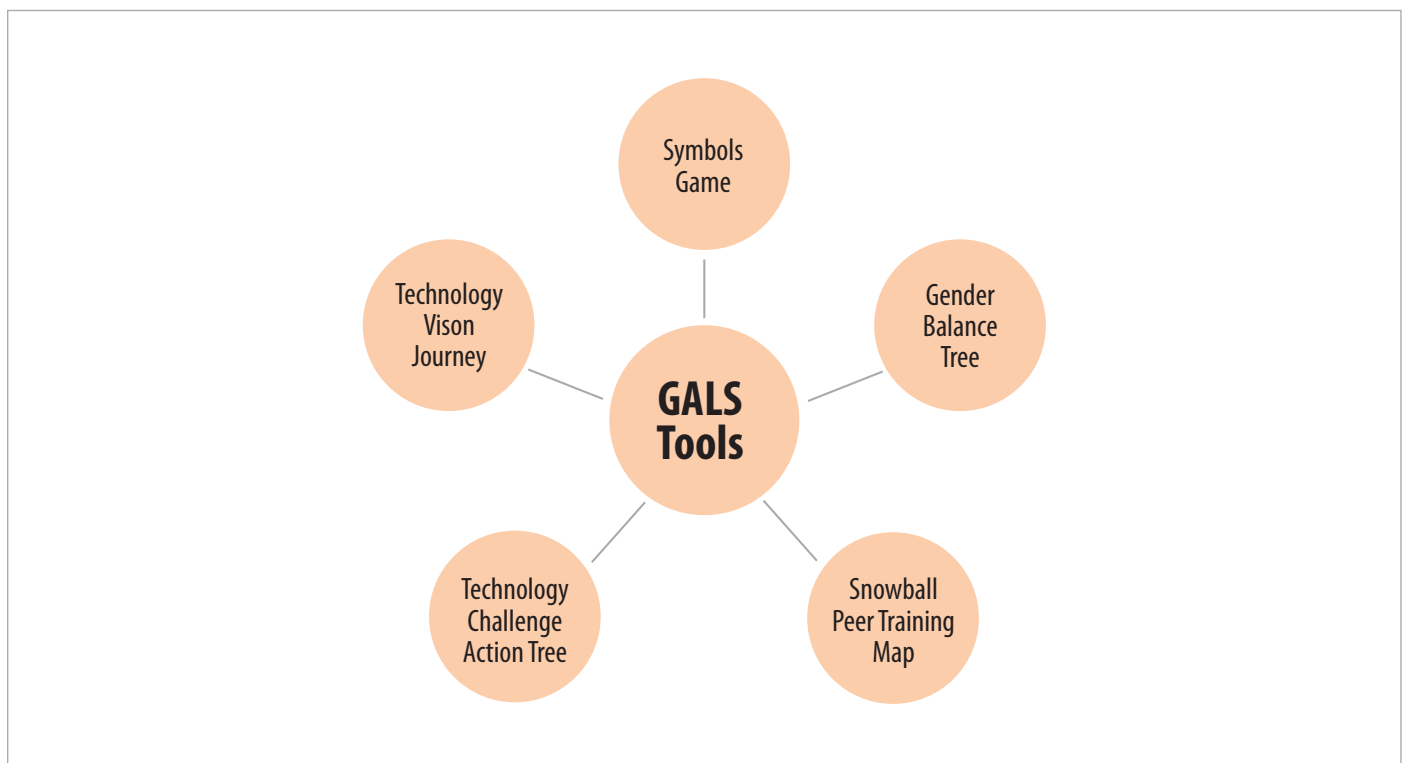 Symbols
Game
Technology
Vison
Journey
Gender
Balance
Tree
GALS
Tools
Technology
Challenge
Action Tree
Snowball
Peer Training
Map